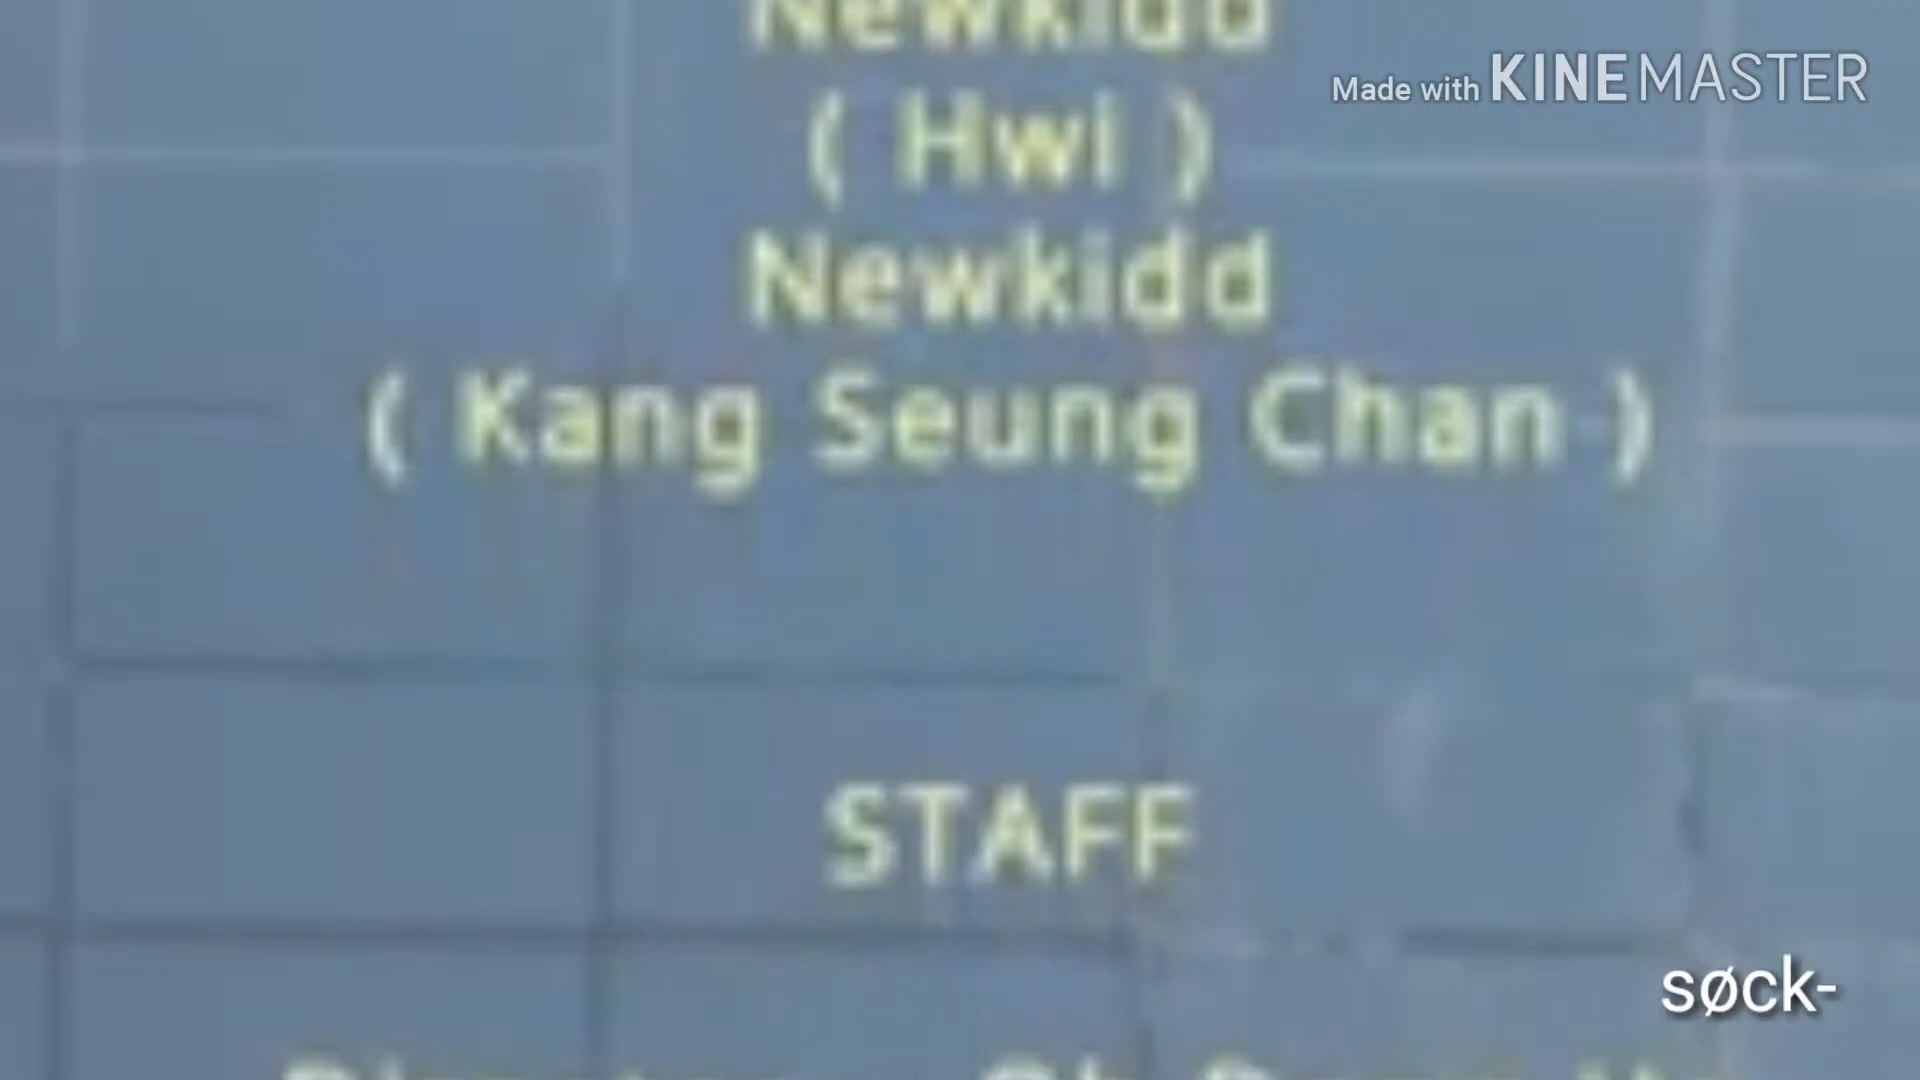 Newkidd
Made with KINEMASTER
( Hwi )
Newkidd
( Kang Seung Chan )
STAFF
søck-